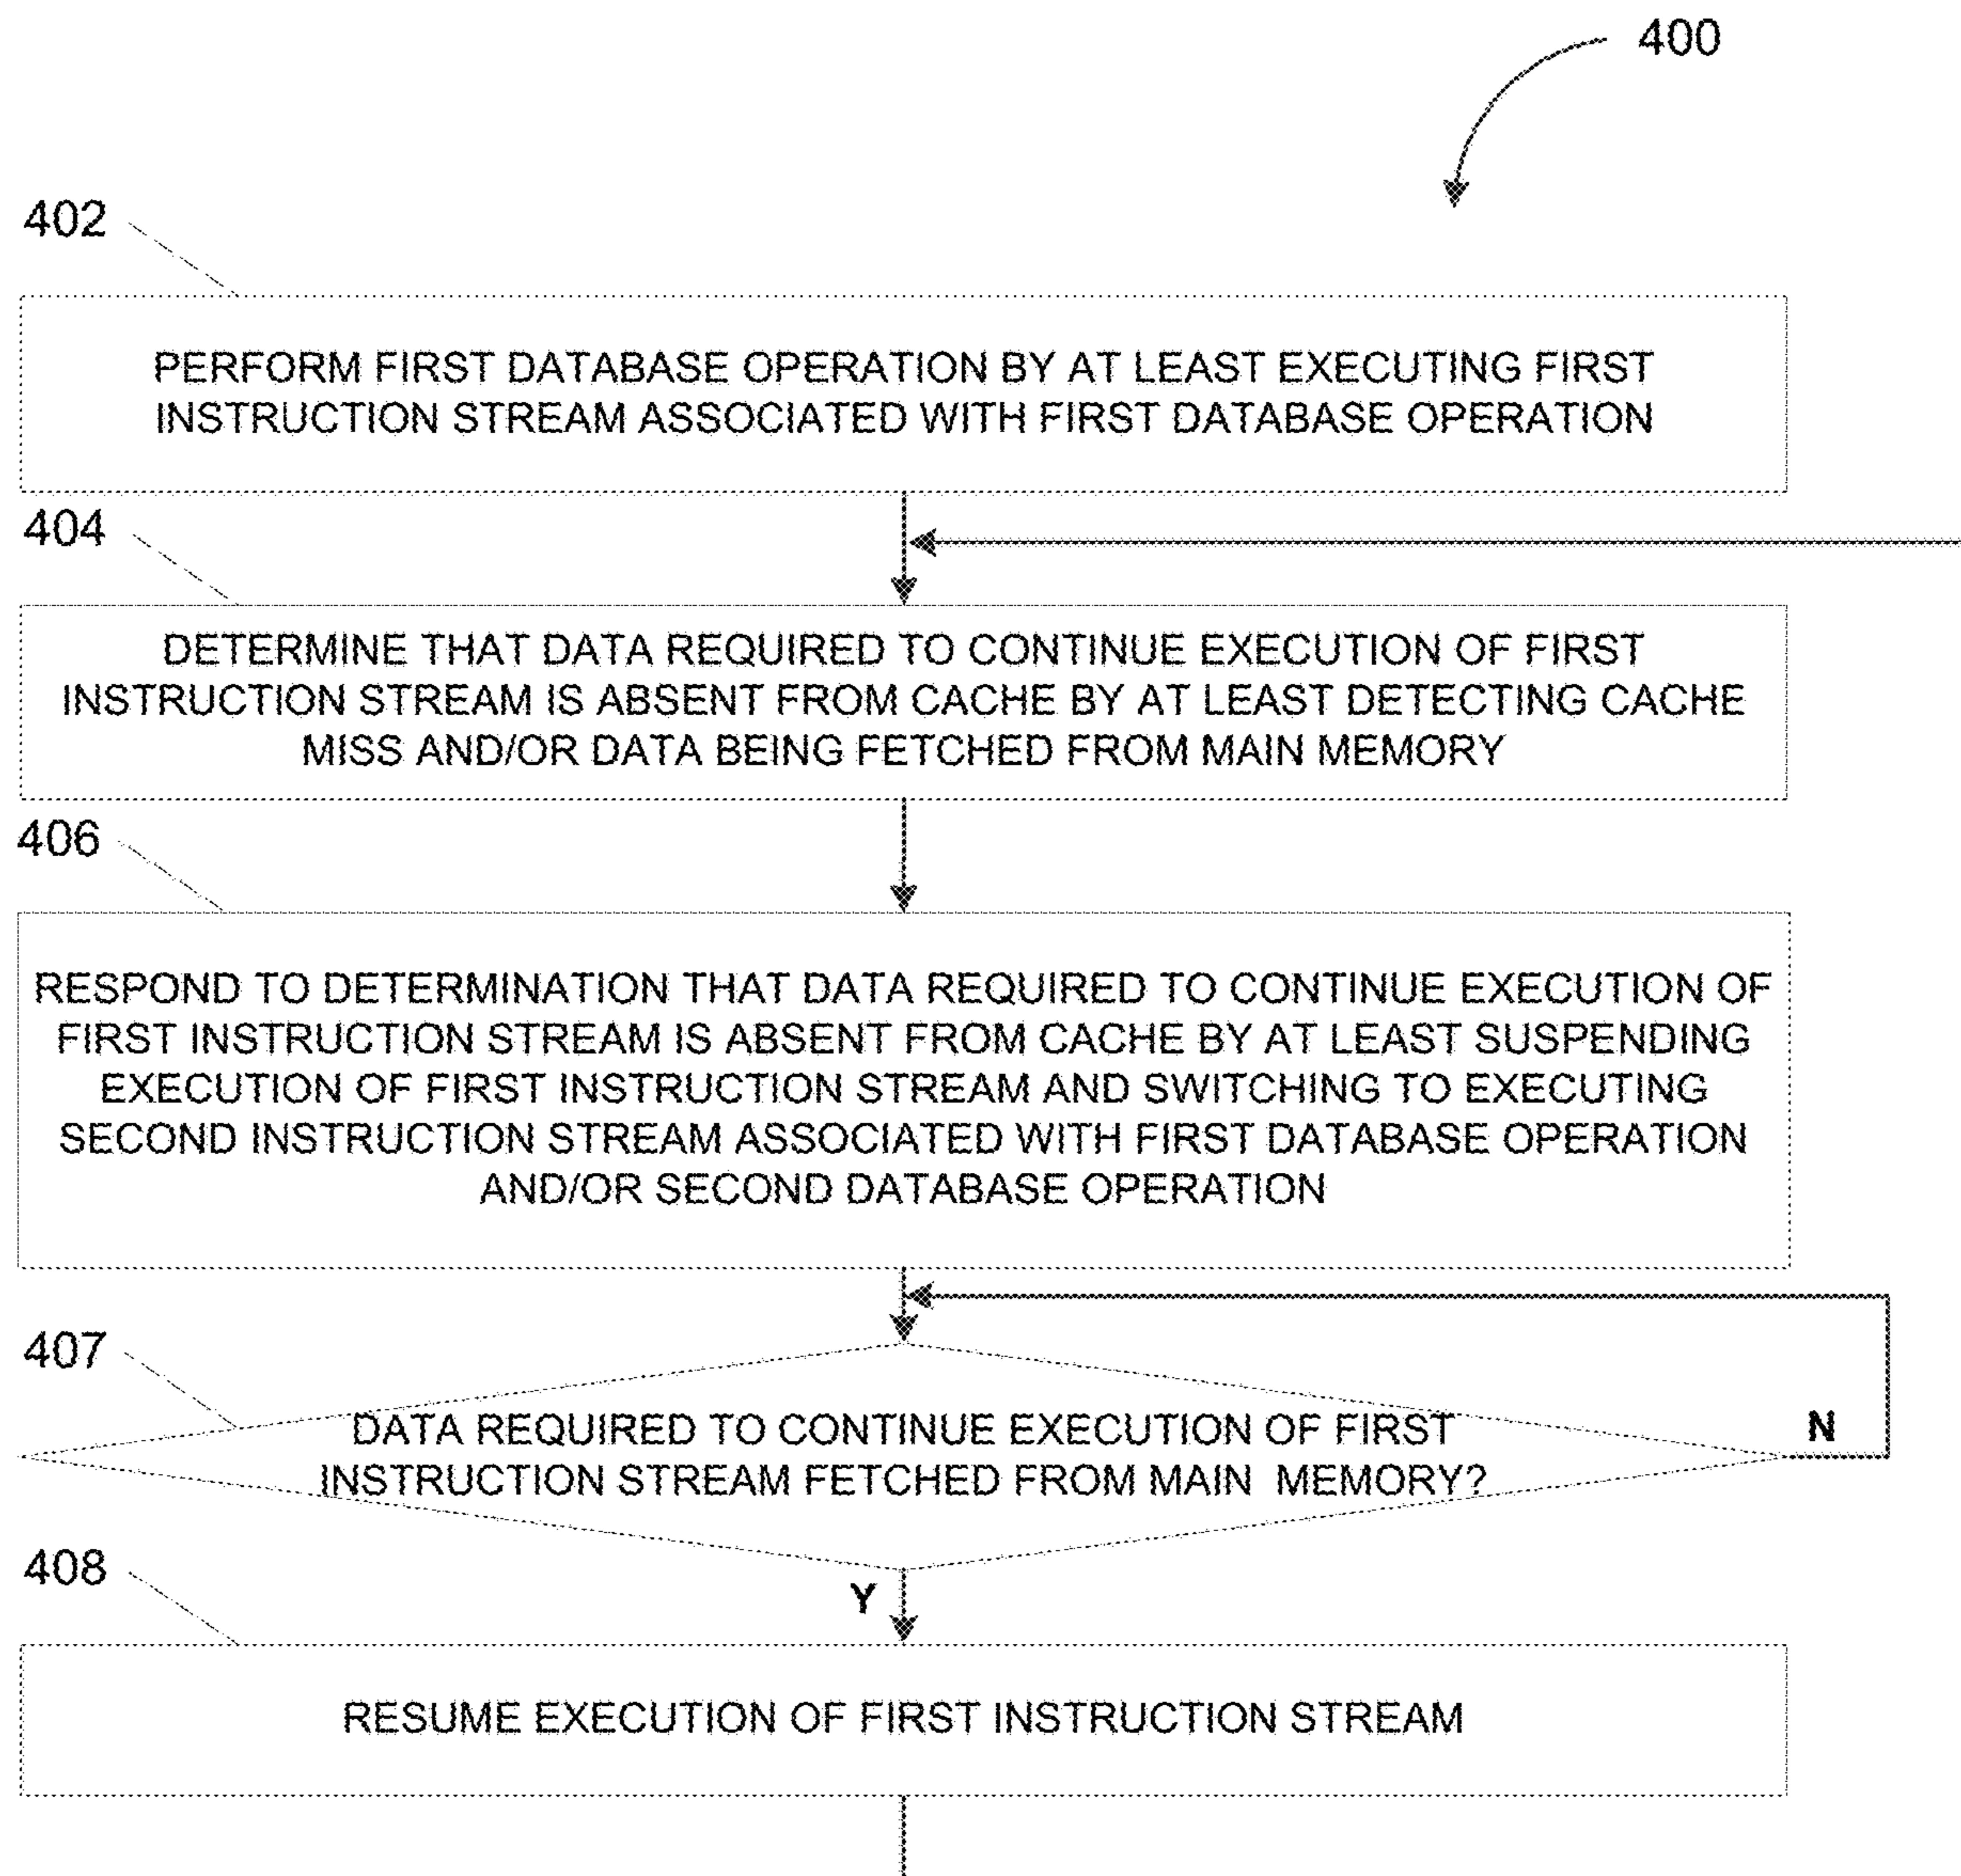 400
402
PERFORM FIRST DATABASE OPERATION BY AT LEAST EXECUTING FIRST
INSTRUCTION STREAM ASSOCIATED WITH FIRST DATABASE OPERATION
404
DETERMINE THAT DATA REQUIRED TO CONTINUE EXECUTION OF FIRST
INSTRUCTION STREAM IS ABSENT FROM CACHE BY AT LEAST DETECTING CACHE
MISS AND/OR DATA BEING FETCHED FROM MAIN MEMORY
406
RESPOND TO DETERMINATION THAT DATA REQUIRED TO CONTINUE EXECUTION OF
FIRST INSTRUCTION STREAM IS ABSENT FROM CACHE BY AT LEAST SUSPENDING
EXECUTION OF FIRST INSTRUCTION STREAM AND SWITCHING TO EXECUTING
SECOND INSTRUCTION STREAM ASSOCIATED WITH FIRST DATABASE OPERATION
AND/OR SECOND DATABASE OPERATION
407
DATA REQUIRED TO CONTINUE EXECUTION OF FIRST
INSTRUCTION STREAM FETCHED FROM MAIN MEMORY?
N
Y
408
RESUME EXECUTION OF FIRST INSTRUCTION STREAM